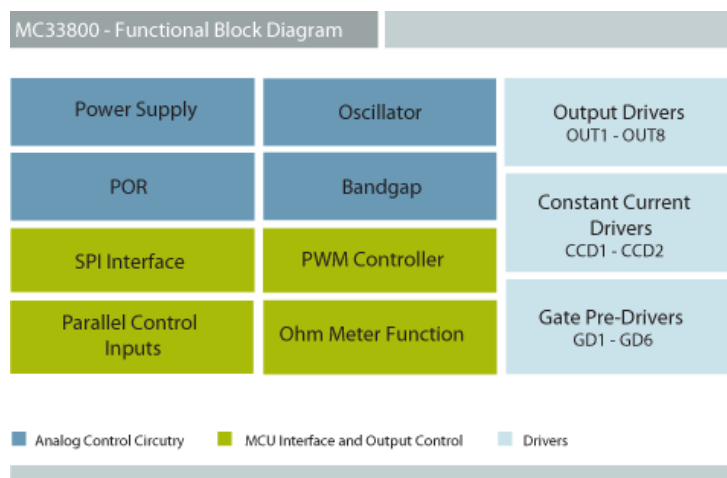 MC33800 - Functional Block Diagram
Power Supply
Oscillator
Output Drivers
OUT1 - OUT8
POR
Bandgap
Constant Current
Drivers
CCD1 - CCD2
SPI Interface
PWM Controller
Parallel Control
Inputs
Ohm Meter Function
Gate Pre-Drivers
GD1 - GD6
Analog Control Circutry
MCU Interface and Output Control
Drivers